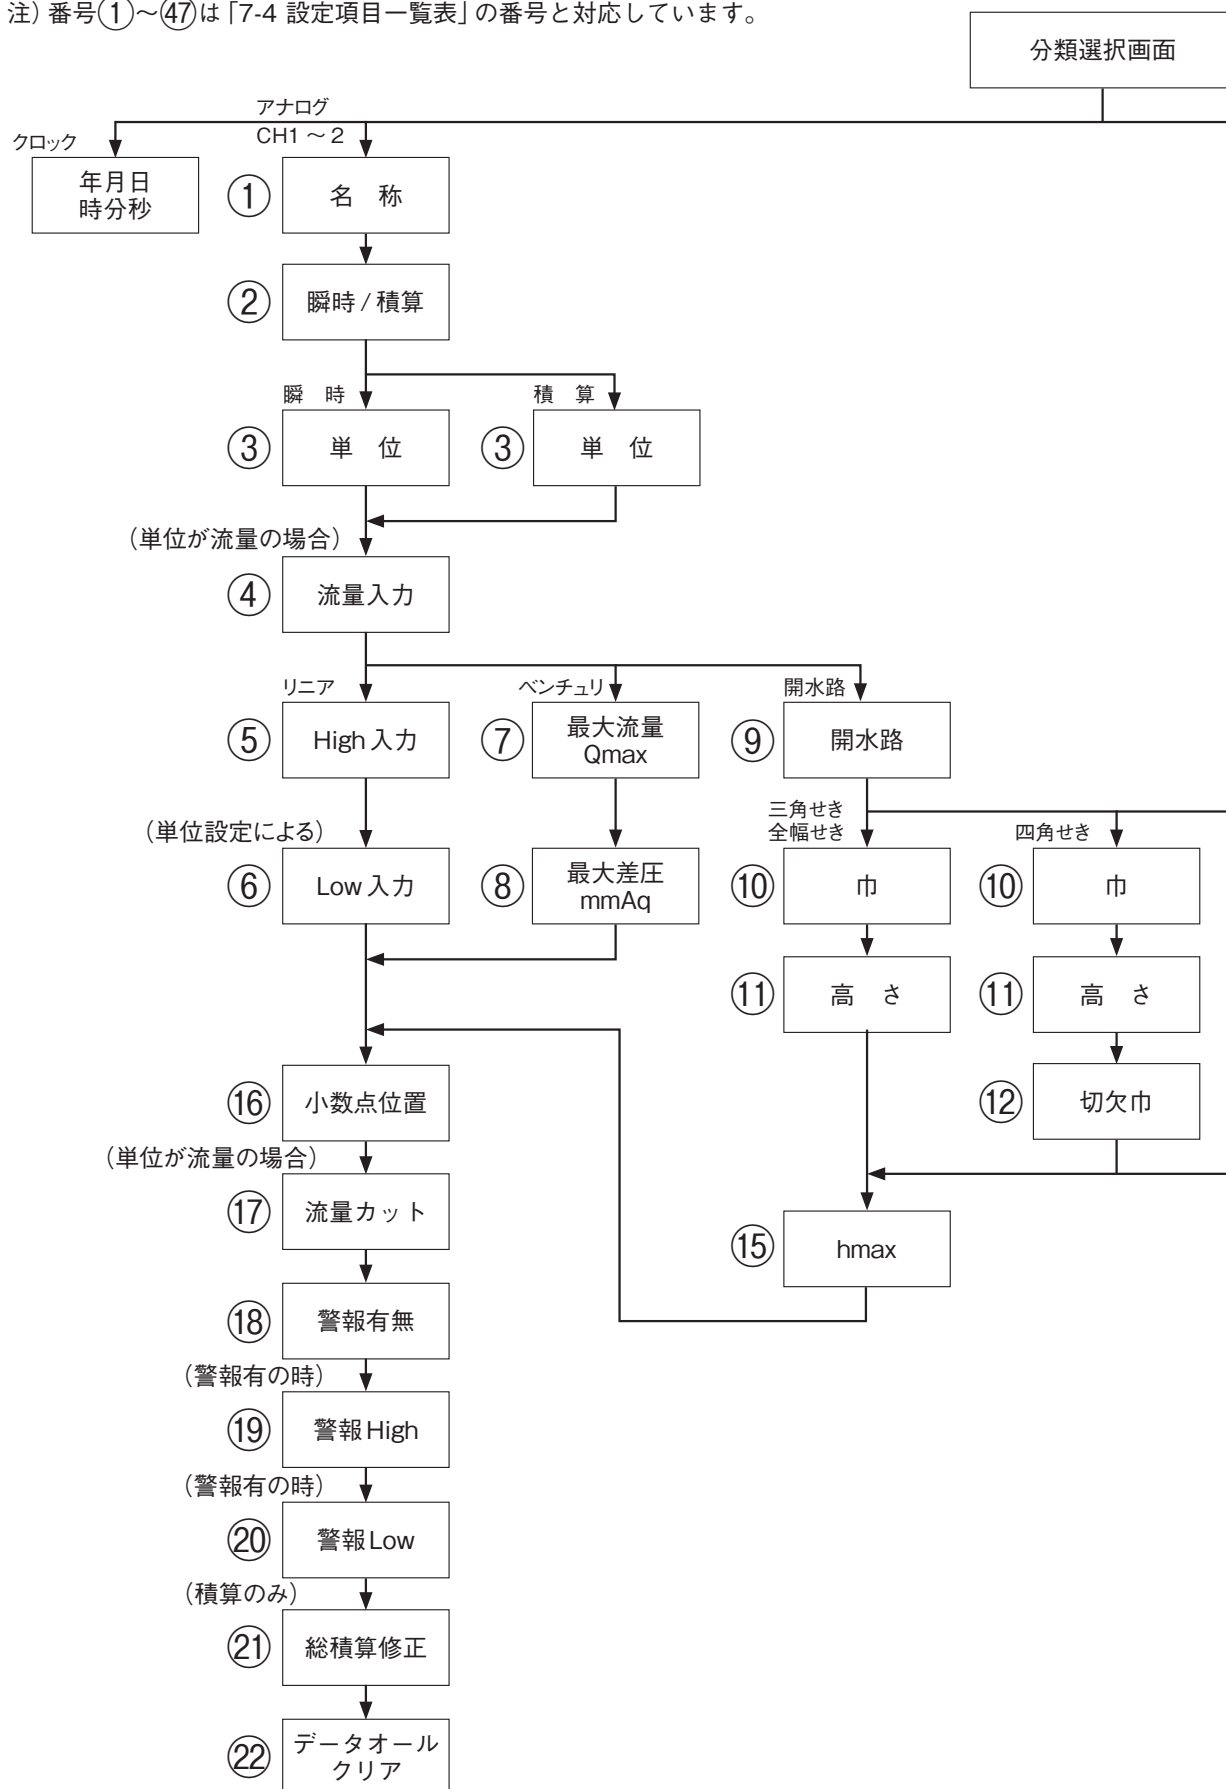 注）番号①〜㊼は「7-4 設定項目一覧表」の番号と対応しています。
分類選択画面
アナログ
CH1 〜 2
クロック
年月日
時分秒
① 名　称
② 瞬時 / 積算
瞬　時
積　算
③ 単　位
③ 単　位
（単位が流量の場合）
④ 流量入力
リニア
ベンチュリ
開水路
⑤ High 入力
⑦ 最大流量
Qmax
⑨ 開水路
（単位設定による）
三角せき
全幅せき
四角せき
⑥ Low 入力
⑧ 最大差圧
mmAq
⑩ 巾
⑩ 巾
⑪ 高　さ
⑪ 高　さ
⑯ 小数点位置
⑫ 切欠巾
（単位が流量の場合）
⑰ 流量カット
⑮ hmax
⑱ 警報有無
（警報有の時）
⑲ 警報 High
（警報有の時）
⑳ 警報 Low
（積算のみ）
㉑ 総積算修正
㉒ データオール
クリア